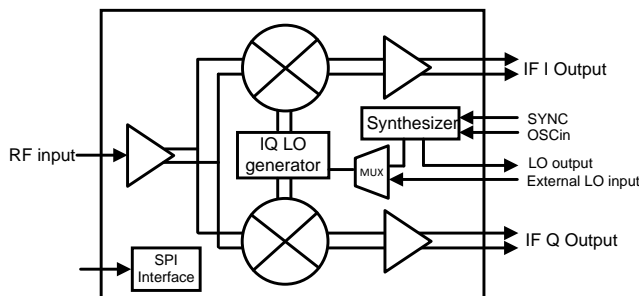 IF I Output
Synthesizer
SYNC
OSCin
RF input
IQ LO
generator
MUX
LO output
External LO input
IF Q Output
SPI
Interface